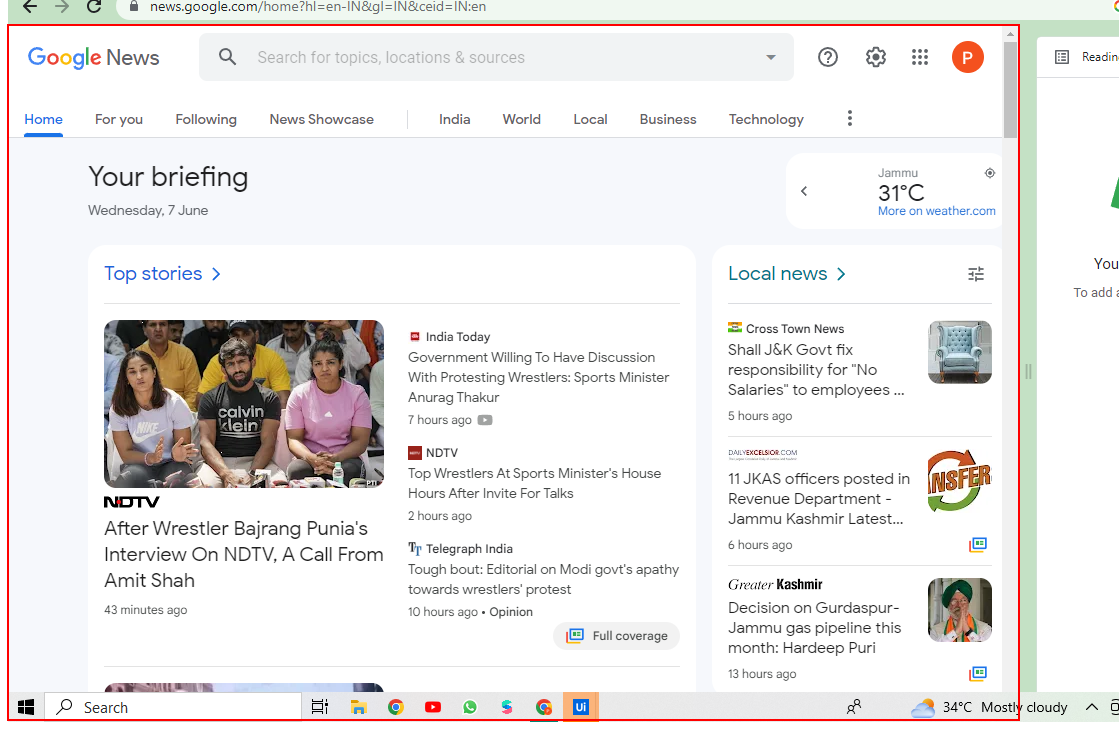 news.google.com/home?hl=en-IN&gl=IN&ceid=IN:en
Google News
Search for topics, locations & sources
P
Readin
Home
For you
Following
News Showcase
India
World
Local
Business
Technology
Your briefing
Wednesday, 7 June
Jammu
31°C
More on weather.com
Top stories
calvin
klein
NIKE
PTI
NDTV
After Wrestler Bajrang Punia's
Interview On NDTV, A Call From
Amit Shah
43 minutes ago
India Today
Government Willing To Have Discussion
With Protesting Wrestlers: Sports Minister
Anurag Thakur
7 hours ago
NDTV
Top Wrestlers At Sports Minister's House
Hours After Invite For Talks
2 hours ago
Telegraph India
Tough bout: Editorial on Modi govt's apathy
towards wrestlers' protest
10 hours ago • Opinion
Full coverage
Local news
Cross Town News
Shall J&K Govt fix
responsibility for "No
Salaries" to employees ...
5 hours ago
DAILYEXCELSIOR.COM
11 JKAS officers posted in
Revenue Department -
Jammu Kashmir Latest...
6 hours ago
ANSFER
Greater Kashmir
Decision on Gurdaspur-
Jammu gas pipeline this
month: Hardeep Puri
13 hours ago
You
To add a
Search
Ui
34°C Mostly cloudy